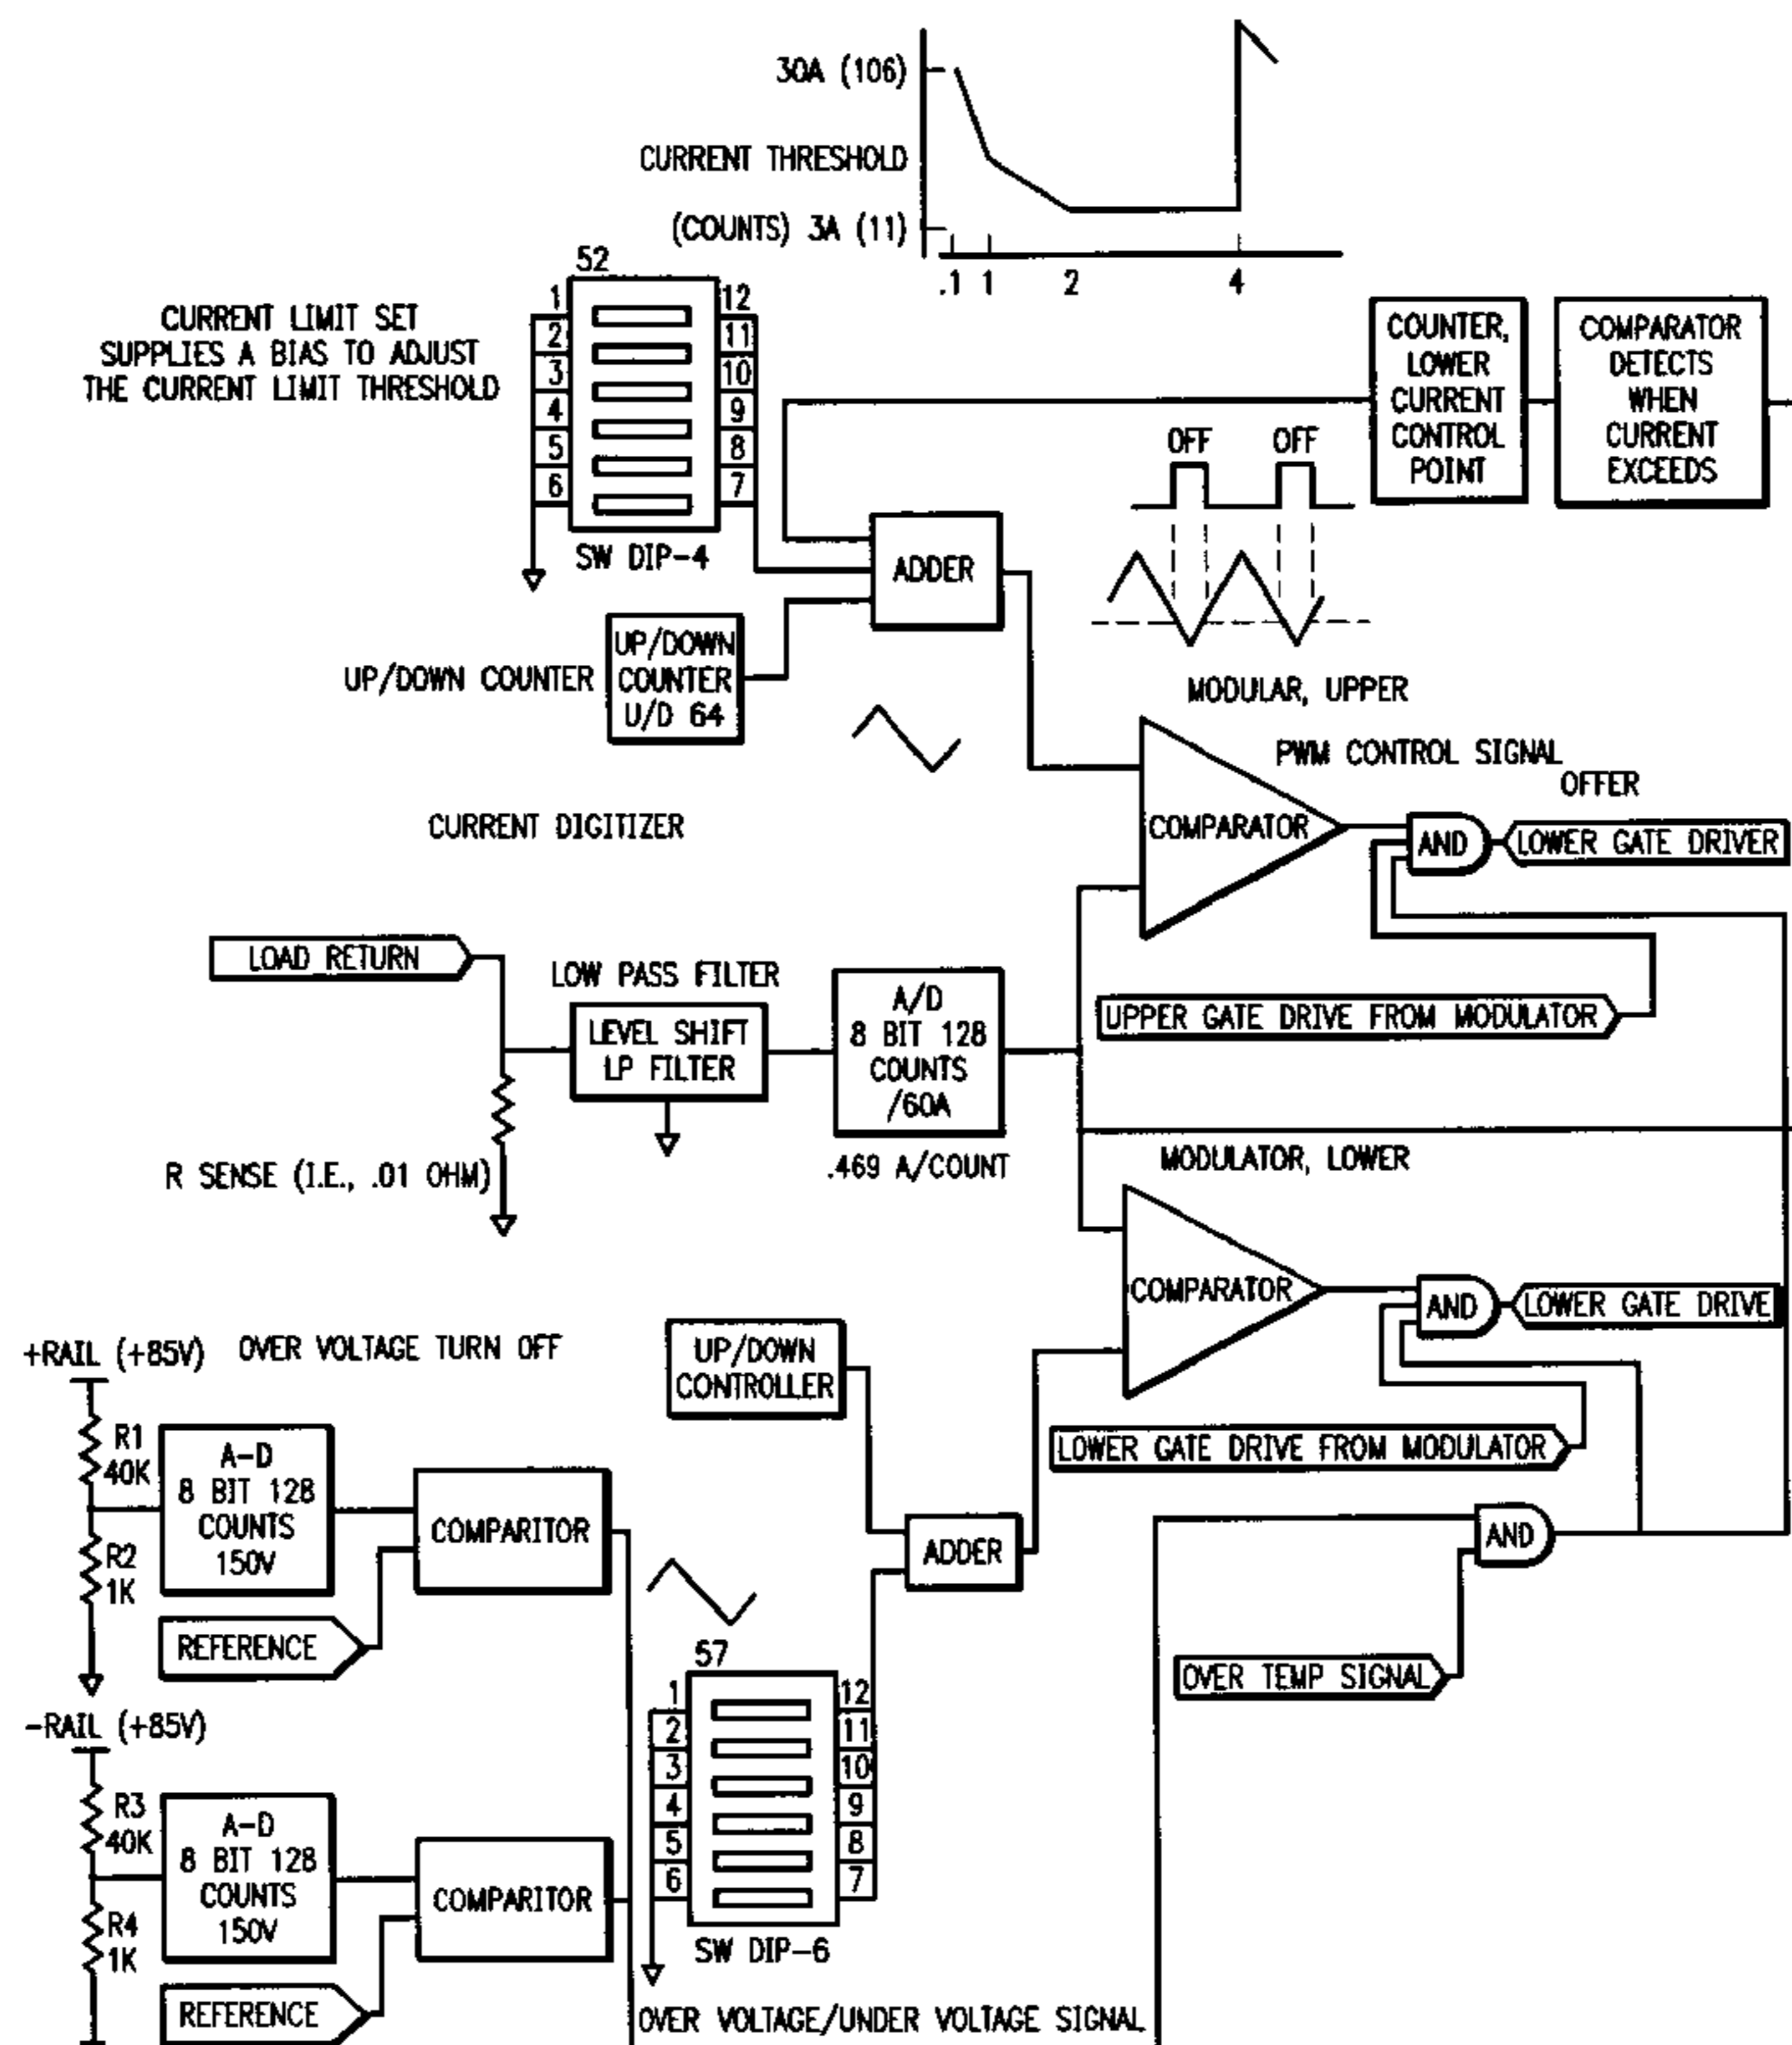 30A (106)
CURRENT THRESHOLD
(COUNTS) 3A (11)
.1 1 2 4
52
CURRENT LIMIT SET
SUPPLIES A BIAS TO ADJUST
THE CURRENT LIMIT THRESHOLD
1 12
2 11
3 10
4 9
5 8
6 7
SW DIP-4
COUNTER,
LOWER
CURRENT
CONTROL
POINT
COMPARATOR
DETECTS
WHEN
CURRENT
EXCEEDS
OFF OFF
ADDER
UP/DOWN COUNTER
UP/DOWN
COUNTER
U/D 64
MODULAR, UPPER
PWM CONTROL SIGNAL
OFFER
CURRENT DIGITIZER
COMPARATOR
AND
LOWER GATE DRIVER
LOAD RETURN
LOW PASS FILTER
LEVEL SHIFT
LP FILTER
A/D
8 BIT 128
COUNTS
/60A
.469 A/COUNT
UPPER GATE DRIVE FROM MODULATOR
R SENSE (I.E., .01 OHM)
MODULATOR, LOWER
COMPARATOR
AND
LOWER GATE DRIVE
+RAIL (+85V)
OVER VOLTAGE TURN OFF
UP/DOWN
CONTROLLER
R1
40K
R2
1K
A-D
8 BIT 128
COUNTS
150V
COMPARITOR
REFERENCE
LOWER GATE DRIVE FROM MODULATOR
ADDER
AND
OVER TEMP SIGNAL
57
1 12
2 11
3 10
4 9
5 8
6 7
SW DIP-6
-RAIL (+85V)
R3
40K
R4
1K
A-D
8 BIT 128
COUNTS
150V
COMPARITOR
REFERENCE
OVER VOLTAGE/UNDER VOLTAGE SIGNAL